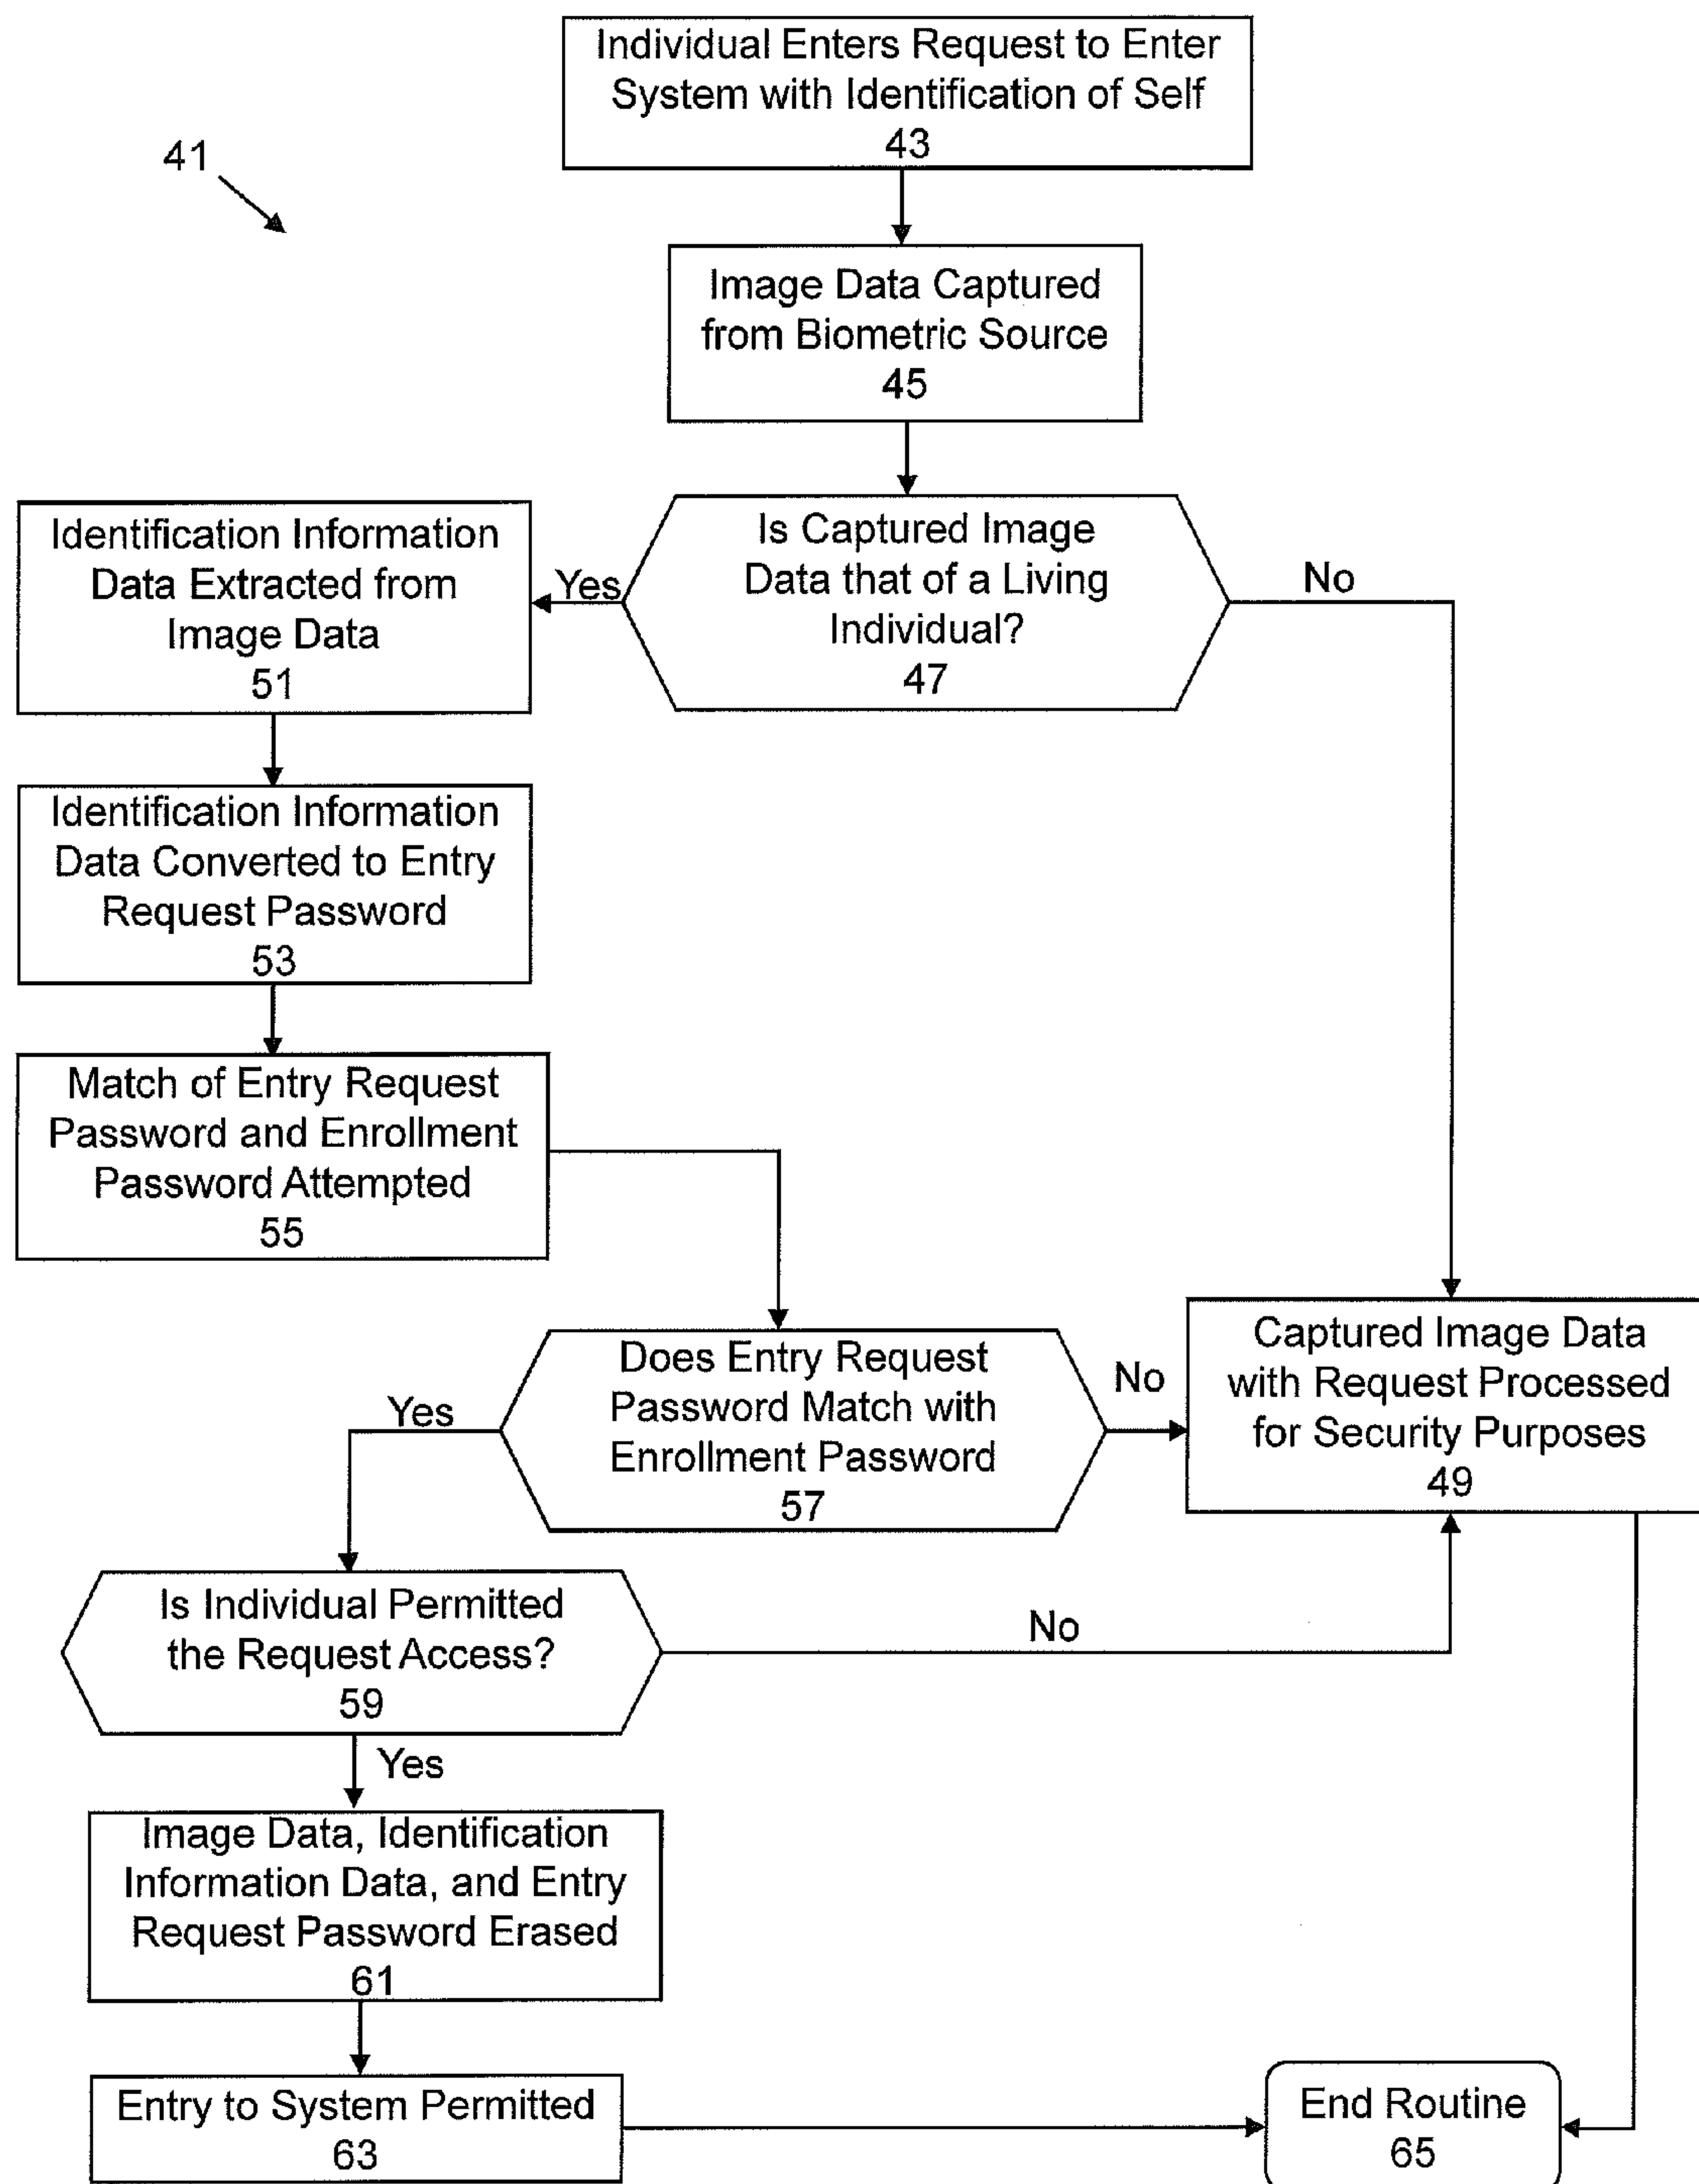 Individual Enters Request to Enter
System with Identification of Self
43
41
Image Data Captured
from Biometric Source
45
Is Captured Image
Data that of a Living
Individual?
47
Yes
No
Identification Information
Data Extracted from
Image Data
51
Identification Information
Data Converted to Entry
Request Password
53
Match of Entry Request
Password and Enrollment
Password Attempted
55
Does Entry Request
Password Match with
Enrollment Password
57
Yes
No
Captured Image Data
with Request Processed
for Security Purposes
49
Is Individual Permitted
the Request Access?
59
No
Yes
Image Data, Identification
Information Data, and Entry
Request Password Erased
61
Entry to System Permitted
63
End Routine
65